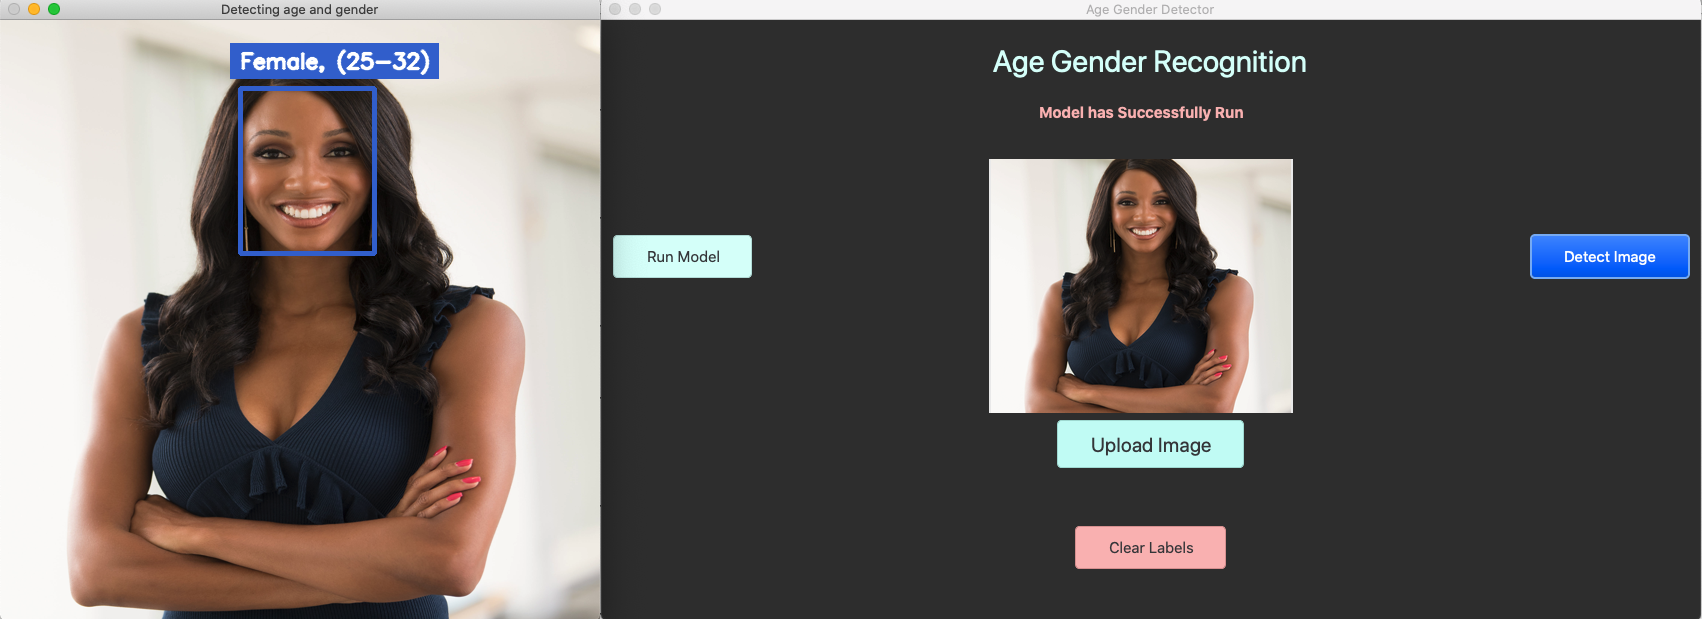 Detecting age and gender
Female, (25-32)
Age Gender Detector
Age Gender Recognition
Model has Successfully Run
Run Model
Detect Image
Upload Image
Clear Labels